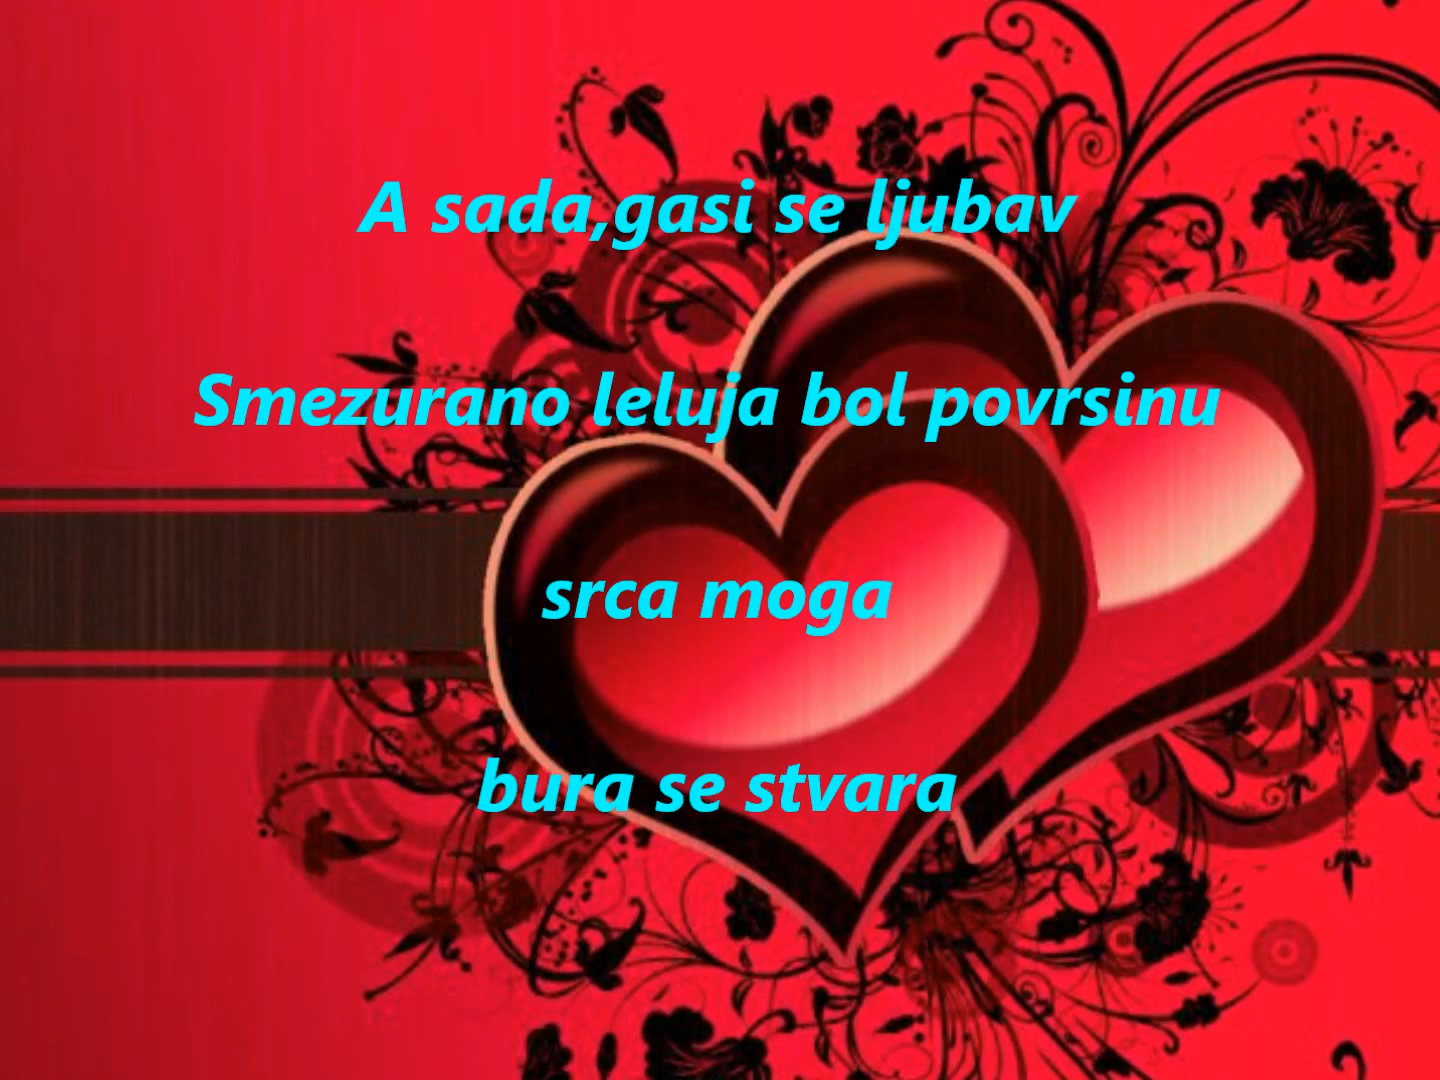 A sada,gasi se ljubav
Smezurano leluja bol povrsinu
srca moga
bura se stvara